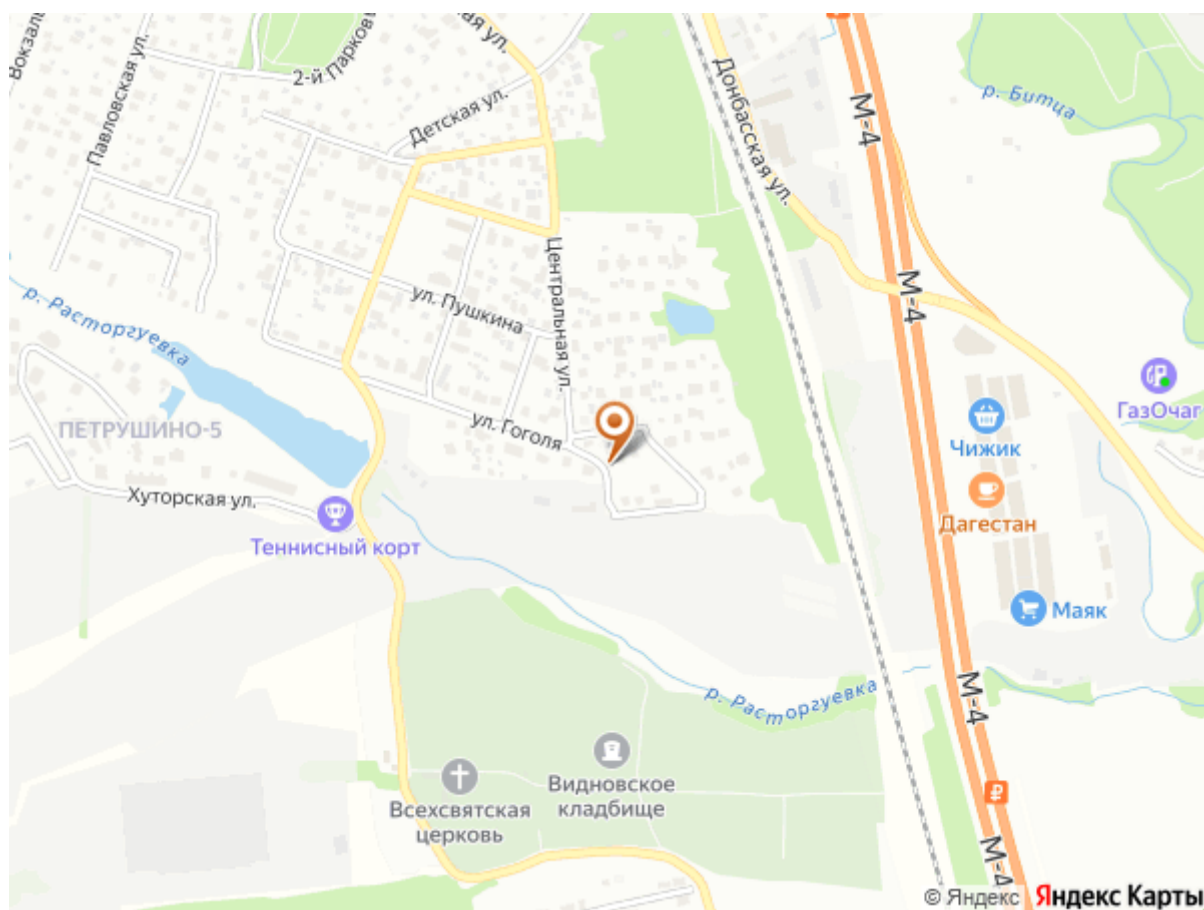 Вокзаль
Павловская ул.
2-й Парков
ая ул.
Детская ул.
Донбасская ул.
М-4
р. Битца
Центральная ул.
М-4
ул. Пушкина
р. Расторгуевка
ПЕТРУШИНО-5
ул. Гоголя
ГазОчаг
Чижик
Хуторская ул.
Дагестан
Теннисный корт
Маяк
р. Расторгуевка
М-4
Всехсвятская
церковь
Видновское
кладбище
М-4
© Яндекс Яндекс Карты